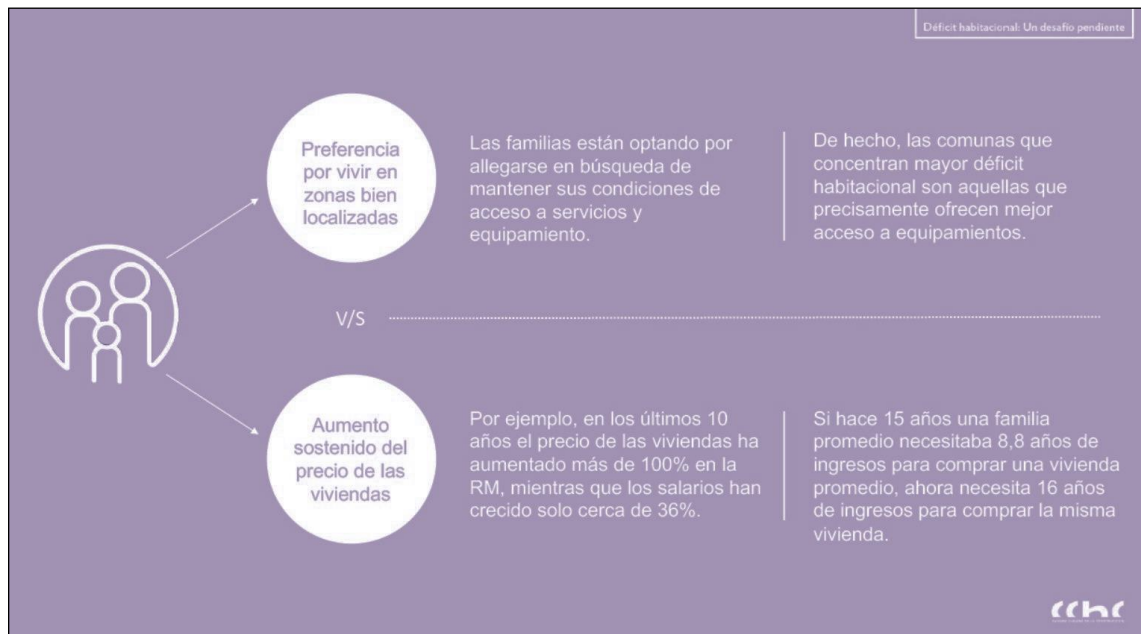 Déficit habitacional: Un desafío pendiente
Preferencia
por vivir en
zonas bien
localizadas
Las familias están optando por
allegarse en búsqueda de
mantener sus condiciones de
acceso a servicios y
equipamiento.
De hecho, las comunas que
concentran mayor déficit
habitacional son aquellas que
precisamente ofrecen mejor
acceso a equipamientos.
V/S
Aumento
sostenido del
precio de las
viviendas
Por ejemplo, en los últimos 10
años el precio de las viviendas ha
aumentado más de 100% en la
RM, mientras que los salarios han
crecido solo cerca de 36%.
Si hace 15 años una familia
promedio necesitaba 8,8 años de
ingresos para comprar una vivienda
promedio, ahora necesita 16 años
de ingresos para comprar la misma
vivienda.
cchc